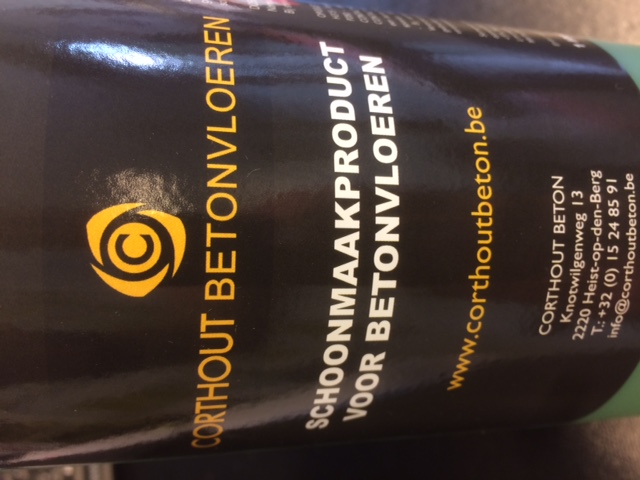 C
CORTHOUT BETONVLOEREN
SCHOONMAAKPRODUCT
VOOR BETONVLOEREN
www.corthoutbeton.be
CORTHOUT BETON
Knotwilgenweg 13
2220 Heist-op-den-Berg
T.: +32 (0) 15 24 85 91
info@corthoutbeton.be